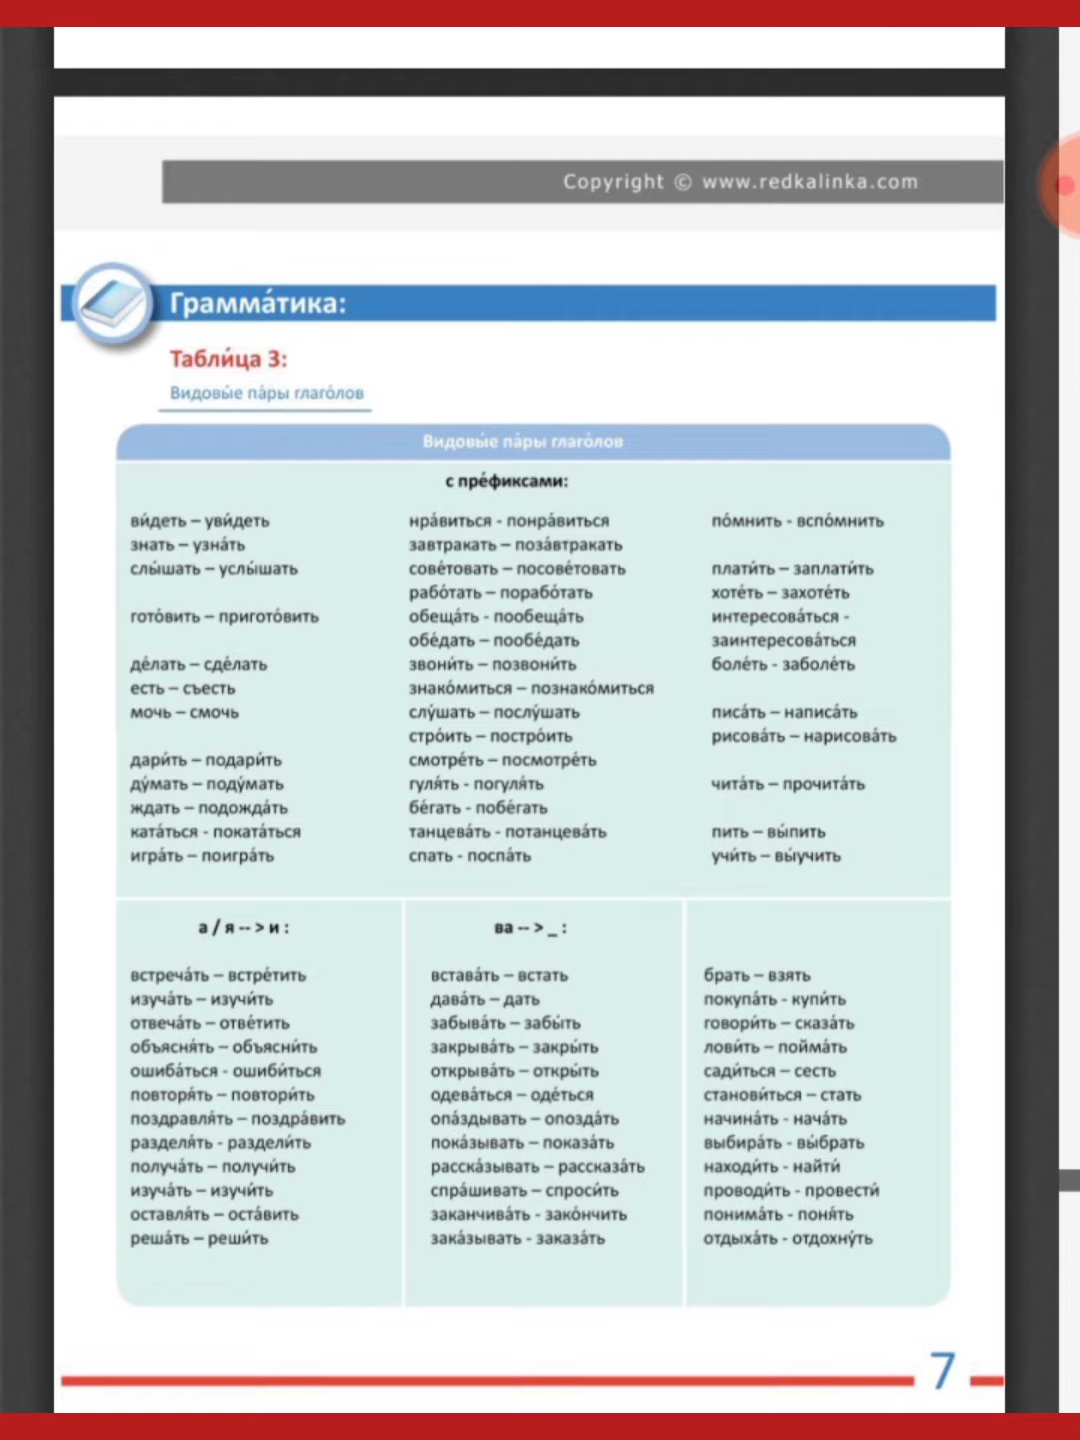 Copyright © www.redkalinka.com
Грамма́тика:
Табли́ца 3:
Видовы́е па́ры глаго́лов
Видовы́е па́ры глаго́лов
с пре́фиксами:
ви́деть – уви́деть
знать – узна́ть
слы́шать – услы́шать
гото́вить – пригото́вить
де́лать – сде́лать
есть – съесть
мочь – смочь
дари́ть – подари́ть
ду́мать – поду́мать
ждать – подожда́ть
ката́ться - поката́ться
игра́ть – поигра́ть
нра́виться - понра́виться
завтракать – поза́втракать
сове́товать – посове́товать
рабо́тать – порабо́тать
обеща́ть - пообеща́ть
обе́дать – пообе́дать
звони́ть – позвони́ть
знако́миться – познако́миться
слу́шать – послу́шать
стро́ить – постро́ить
смотре́ть – посмотре́ть
гуля́ть - погуля́ть
бе́гать - побе́гать
танцева́ть - потанцева́ть
спать - поспа́ть
по́мнить - вспо́мнить
плати́ть – заплати́ть
хоте́ть – захоте́ть
интересова́ться -
заинтересова́ться
боле́ть - заболе́ть
писа́ть – написа́ть
рисова́ть – нарисова́ть
чита́ть – прочита́ть
пить – вы́пить
учи́ть – вы́учить
а / я -- > и :
встреча́ть – встре́тить
изуча́ть – изучи́ть
отвеча́ть – отве́тить
объясня́ть – объясни́ть
ошиба́ться - ошиби́ться
повторя́ть – повтори́ть
поздравля́ть – поздра́вить
разделя́ть - раздели́ть
получа́ть – получи́ть
изуча́ть – изучи́ть
оставля́ть – оста́вить
реша́ть – реши́ть
ва -- > _ :
встава́ть – встать
дава́ть – дать
забыва́ть – забы́ть
закрыва́ть – закры́ть
открыва́ть – откры́ть
одева́ться – оде́ться
опа́здывать – опозда́ть
пока́зывать – показа́ть
расска́зывать – рассказа́ть
спра́шивать – спроси́ть
заканчива́ть - зако́нчить
зака́зывать - заказа́ть
брать – взять
покупа́ть - купи́ть
говори́ть – сказа́ть
лови́ть – пойма́ть
сади́ться – сесть
станови́ться – стать
начина́ть - нача́ть
выбира́ть - вы́брать
находи́ть - найти́
проводи́ть - провести́
понима́ть - поня́ть
отдыха́ть - отдохну́ть
7